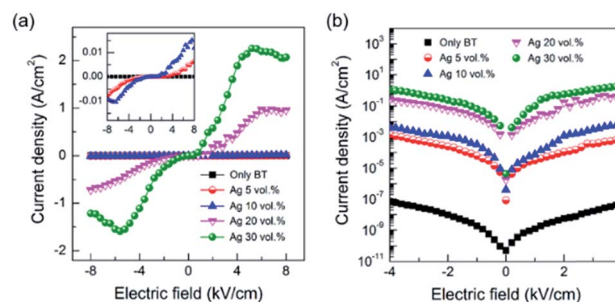 (a)
Current density (A/cm²)
2
1
0
-1
-2
0.01
0.00
-0.01
-8 -4 0 4 8
Only BT
Ag 5 vol.%
Ag 10 vol.%
Ag 20 vol.%
Ag 30 vol.%
-8 -4 0 4 8
Electric field (kV/cm)
(b)
Current density (A/cm²)
10³
10¹
10⁻¹
10⁻³
10⁻⁵
10⁻⁷
10⁻⁹
10⁻¹¹
Only BT
Ag 5 vol.%
Ag 10 vol.%
Ag 20 vol.%
Ag 30 vol.%
-4 -2 0 2
Electric field (kV/cm)